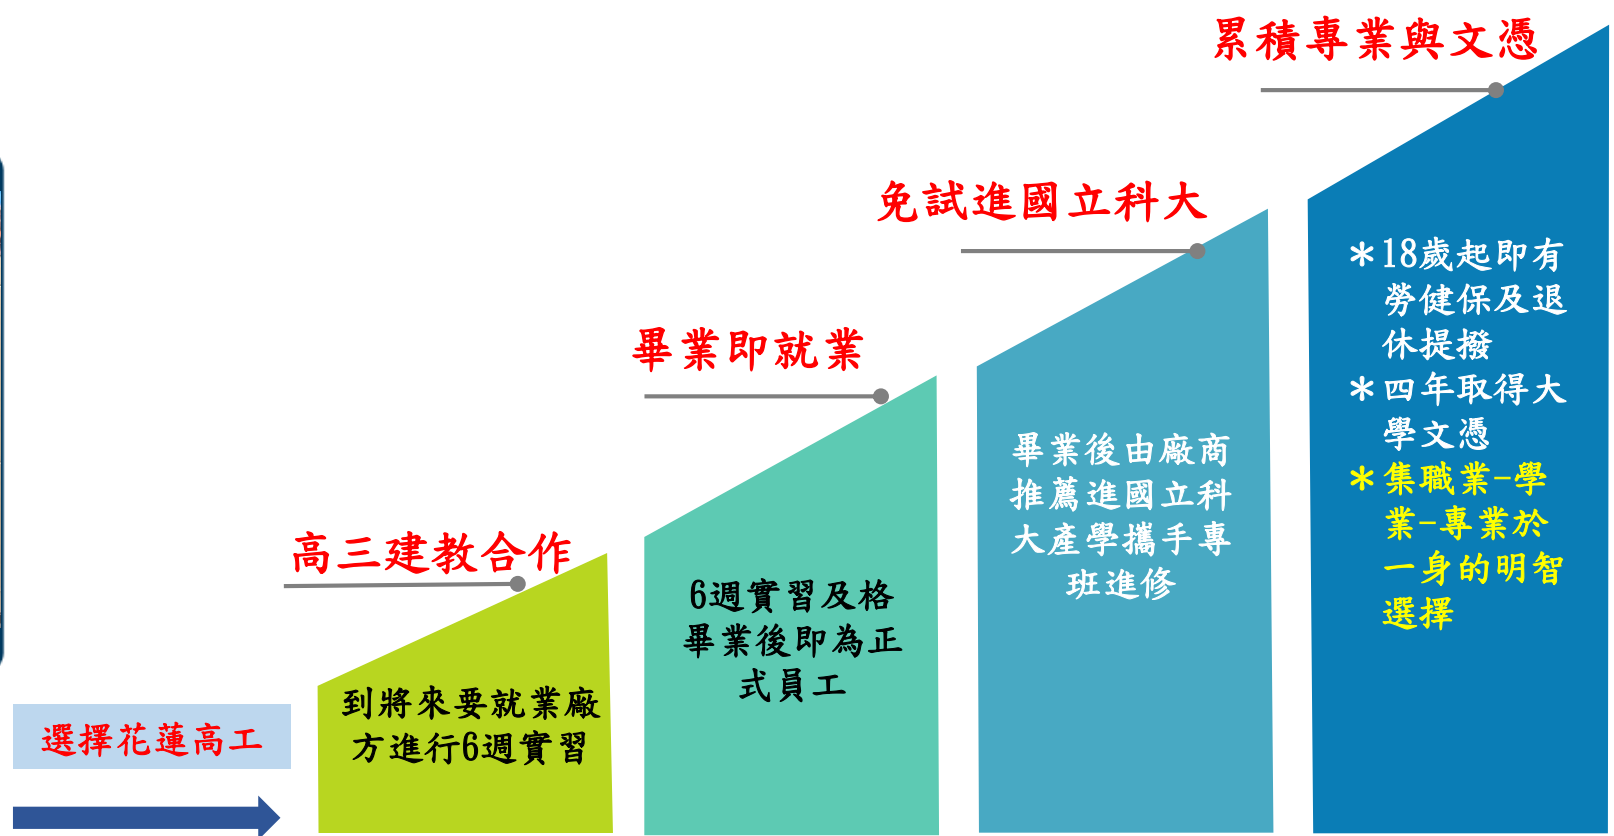 選擇花蓮高工
高三建教合作
到將來要就業廠
方進行6週實習
畢業即就業
6週實習及格
畢業後即為正
式員工
免試進國立科大
畢業後由廠商
推薦進國立科
大產學攜手專
班進修
累積專業與文憑
＊18歲起即有
勞健保及退
休提撥
＊四年取得大
學文憑
＊集職業-學
業-專業於
一身的明智
選擇